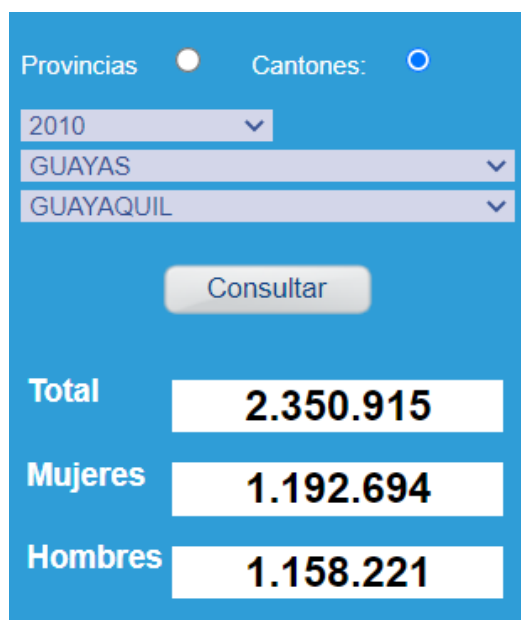 Provincias Cantones:
2010
GUAYAS
GUAYAQUIL
Consultar
Total 2.350.915
Mujeres 1.192.694
Hombres 1.158.221